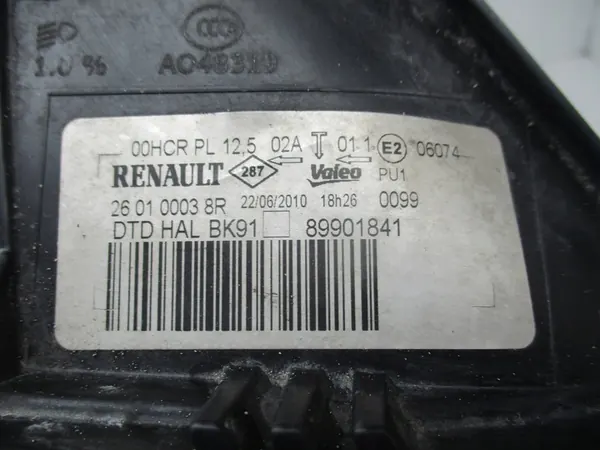 1.0 %
A048319
00HCR PL 12,5 02A 01 1 E2 06074
RENAULT 287 Valeo PU1
26 01 0003 8R 22/06/2010 18h26 0099
DTD HAL BK91 89901841